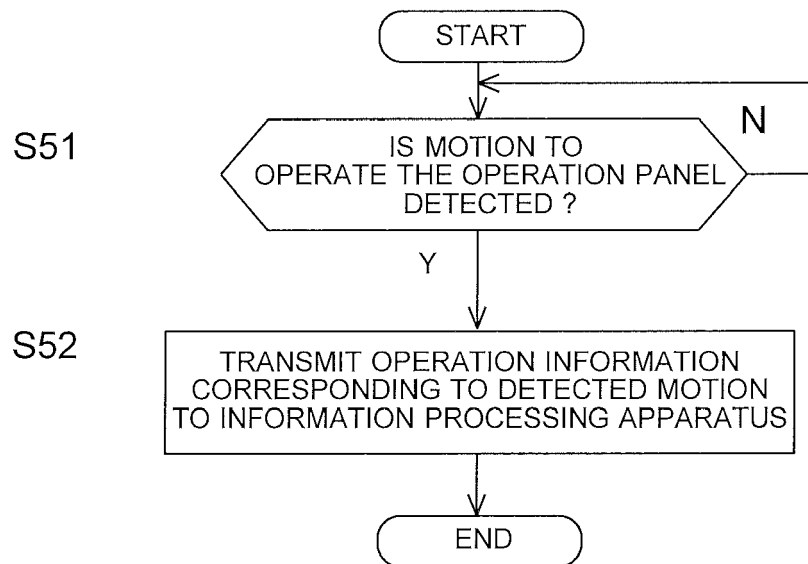 START
N
S51
IS MOTION TO
OPERATE THE OPERATION PANEL
DETECTED ?
Y
S52
TRANSMIT OPERATION INFORMATION
CORRESPONDING TO DETECTED MOTION
TO INFORMATION PROCESSING APPARATUS
END